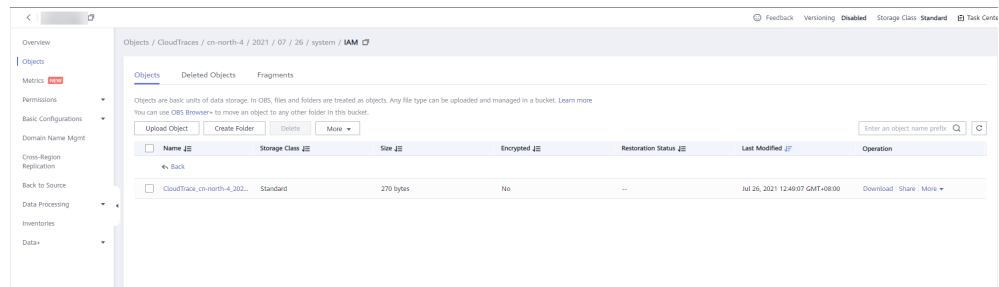 Feedback Versioning Disabled Storage Class Standard Task Cente
Overview
Objects
Metrics NEW
Permissions
Basic Configurations
Domain Name Mgmt
Cross-Region
Replication
Back to Source
Data Processing
Inventories
Data+
Objects / CloudTraces / cn-north-4 / 2021 / 07 / 26 / system / IAM
Objects Deleted Objects Fragments
Objects are basic units of data storage. In OBS, files and folders are treated as objects. Any file type can be uploaded and managed in a bucket. Learn more
You can use OBS Browser+ to move an object to any other folder in this bucket.
Upload Object Create Folder Delete More
Enter an object name prefix
Name Storage Class Size Encrypted Restoration Status Last Modified Operation
Back
CloudTrace_cn-north-4_202... Standard 270 bytes No -- Jul 26, 2021 12:49:07 GMT+08:00 Download Share More